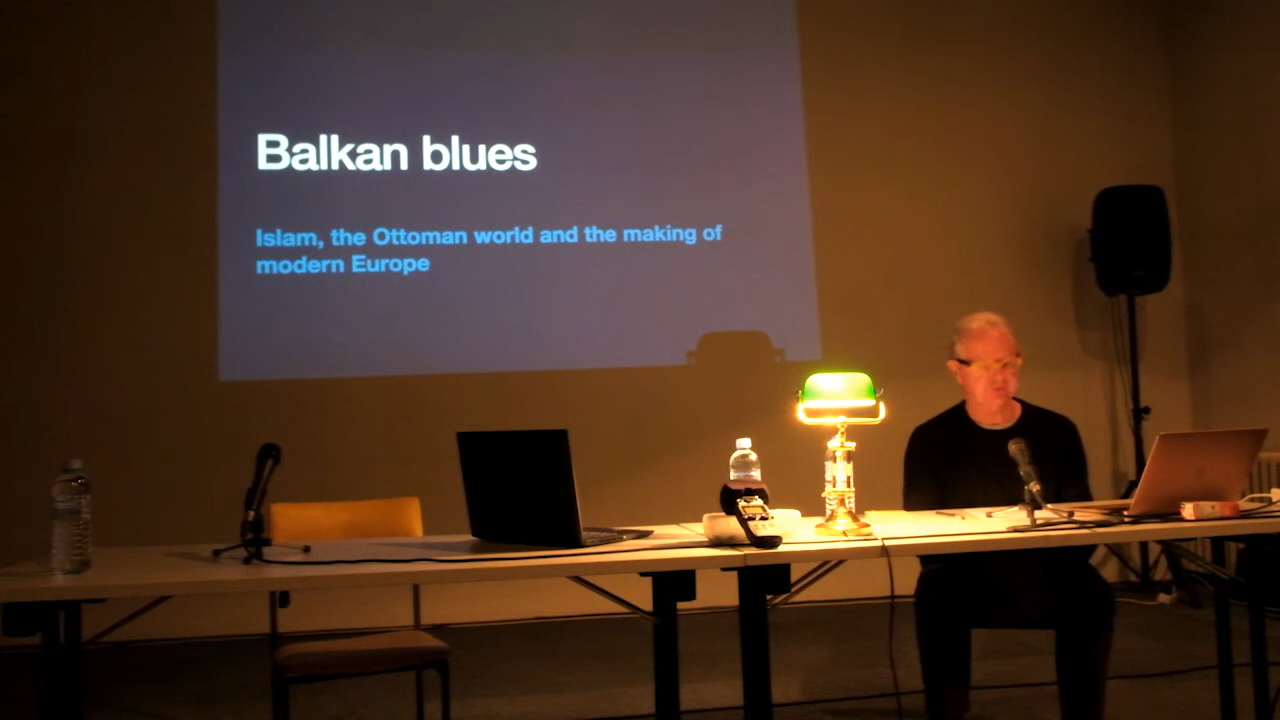 Balkan blues
Islam, the Ottoman world and the making of
modern Europe